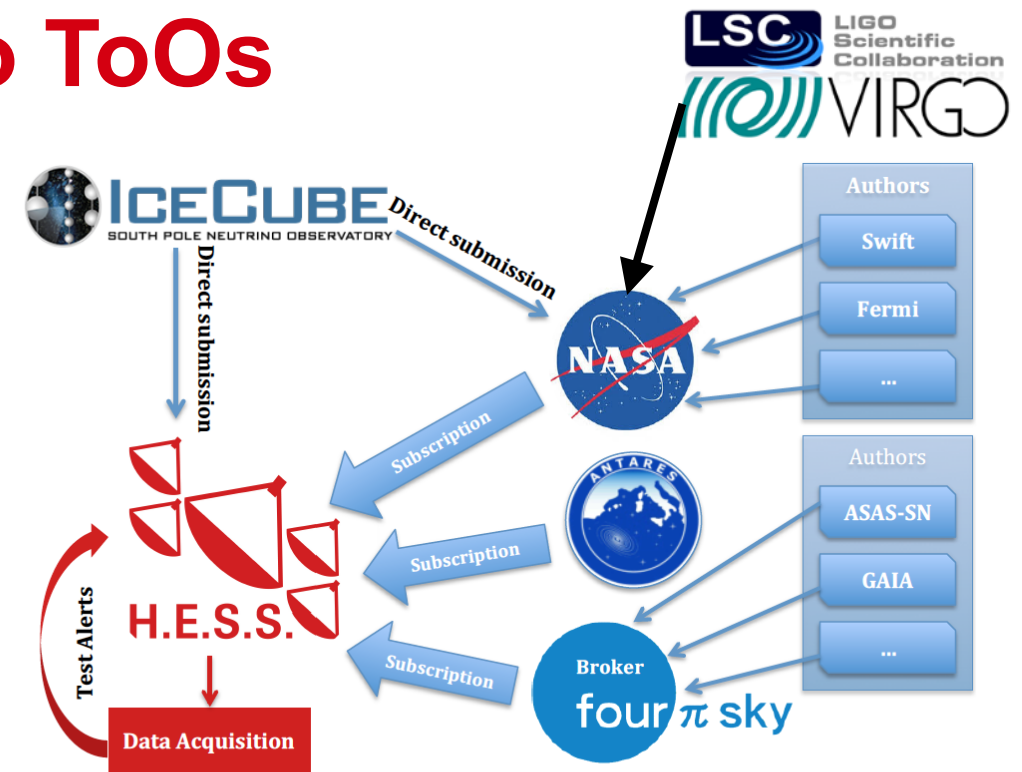 o ToOs
LSC
LIGO
Scientific
Collaboration
VIRGO
ICECUBE
SOUTH POLE NEUTRINO OBSERVATORY
Direct submission
Direct submission
Authors
Swift
Fermi
...
NASA
Subscription
ANTARES
Subscription
Authors
ASAS-SN
GAIA
...
H.E.S.S.
Test Alerts
Subscription
Broker
four π sky
Data Acquisition